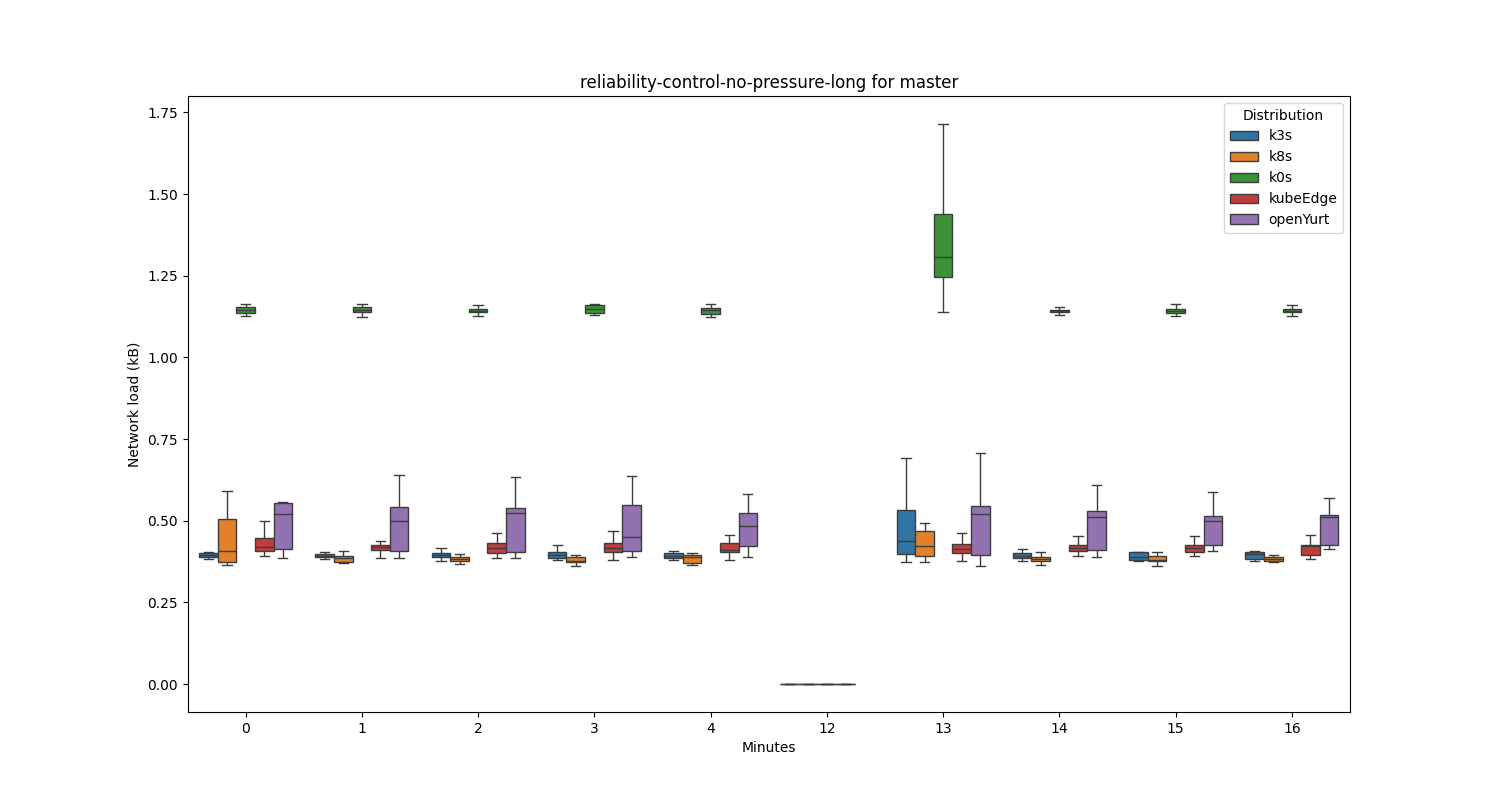 reliability-control-no-pressure-long for master
Network load (kB)
1.75
1.50
1.25
1.00
0.75
0.50
0.25
0.00
Distribution
k3s
k8s
k0s
kubeEdge
openYurt
0 1 2 3 4 12 13 14 15 16
Minutes